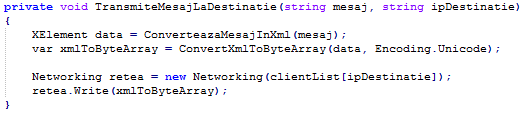 private void TransmiteMesajLaDestinatie(string mesaj, string ipDestinatie)
{
XElement data = ConverteazaMesajInXml(mesaj);
var xmlToByteArray = ConvertXmlToByteArray(data, Encoding.Unicode);
Networking retea = new Networking(clientList[ipDestinatie]);
retea.Write(xmlToByteArray);
}